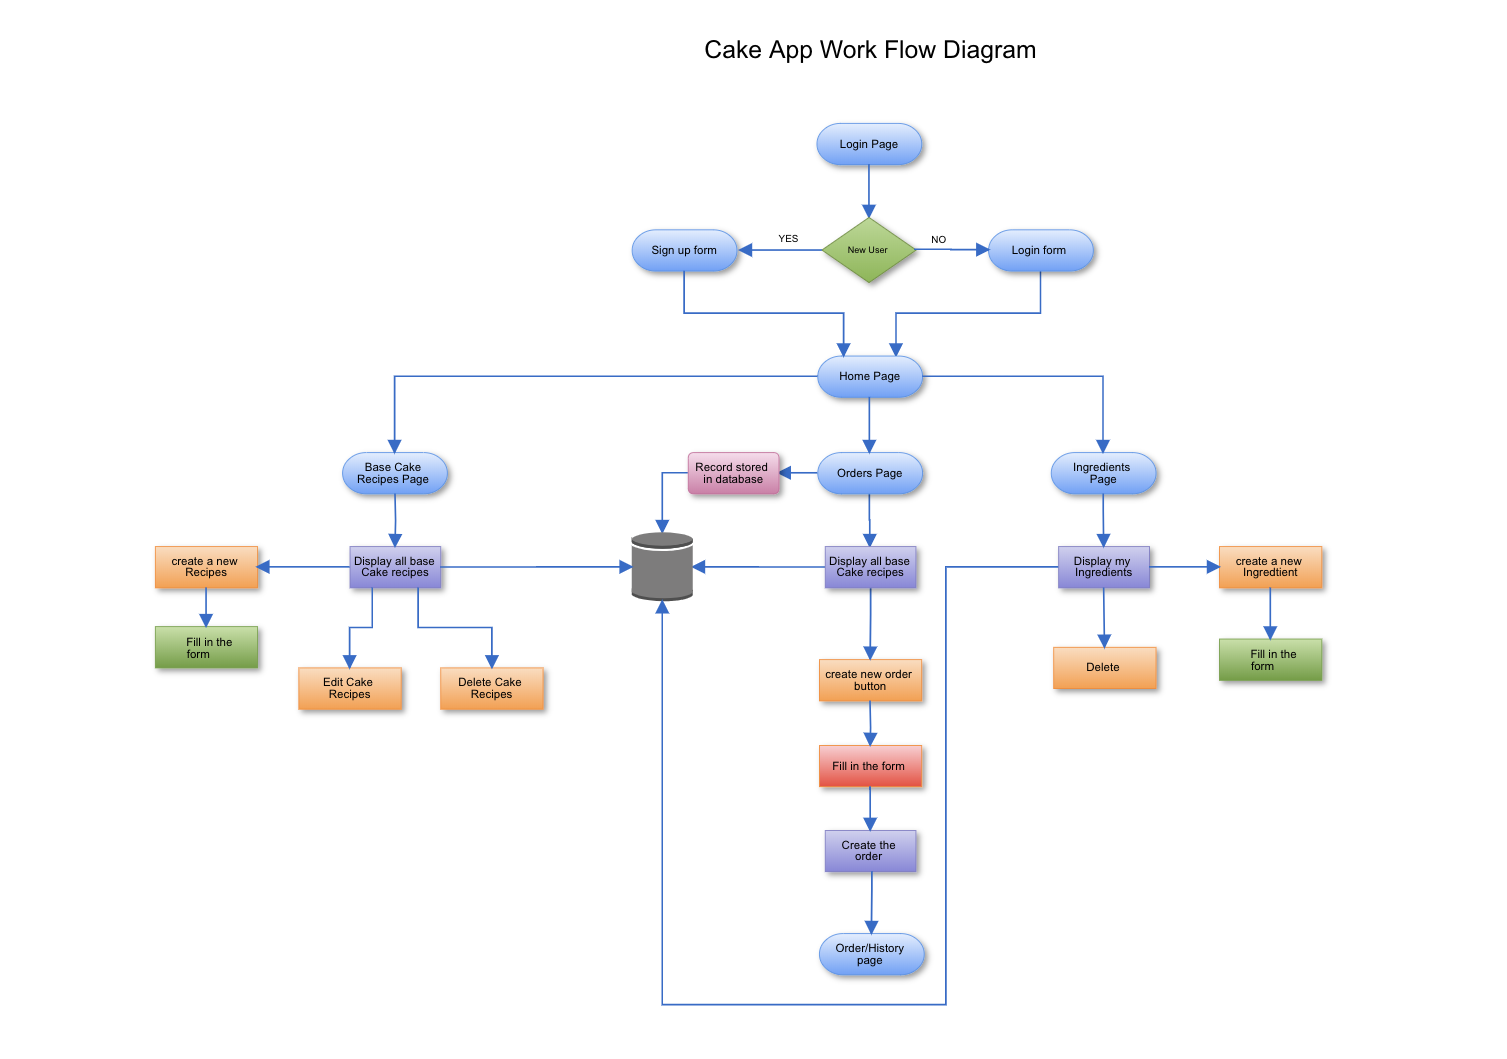 Cake App Work Flow Diagram
Login Page
YES
NO
Sign up form
New User
Login form
Home Page
Base Cake
Recipes Page
Record stored
in database
Orders Page
Ingredients
Page
create a new
Recipes
Display all base
Cake recipes
Display all base
Cake recipes
Display my
Ingredients
create a new
Ingredtient
Fill in the
form
Edit Cake
Recipes
Delete Cake
Recipes
create new order
button
Delete
Fill in the
form
Fill in the form
Create the
order
Order/History
page